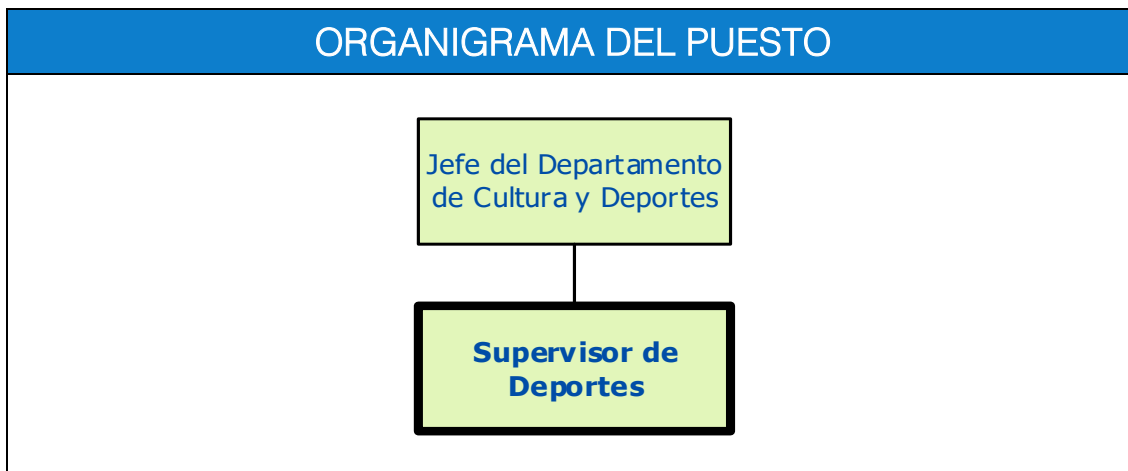 ORGANIGRAMA DEL PUESTO
Jefe del Departamento
de Cultura y Deportes
Supervisor de
Deportes